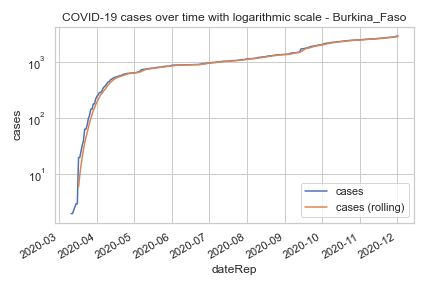 COVID-19 cases over time with logarithmic scale - Burkina_Faso
10³
10²
10¹
cases
cases
cases (rolling)
2020-03
2020-04
2020-05
2020-06
2020-07
2020-08
2020-09
2020-10
2020-11
2020-12
dateRep